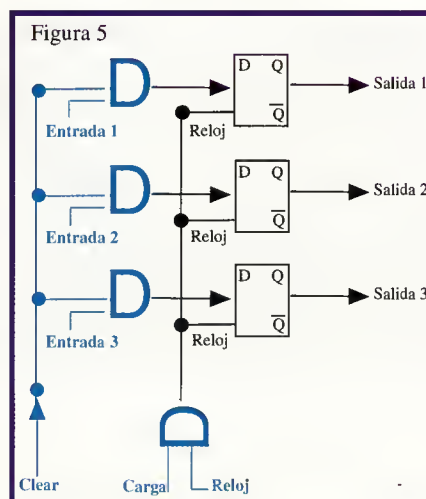 Figura 5
D Q
Salida 1
Entrada 1
Reloj
Q
D Q
Salida 2
Entrada 2
Reloj
Q
D Q
Salida 3
Entrada 3
Reloj
Q
Clear
Carga
Reloj